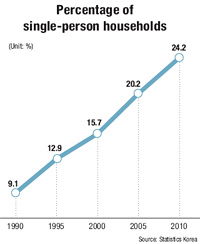 Percentage of
single-person households
(Unit: %)
24.2
20.2
15.7
12.9
9.1
1990 1995 2000 2005 2010
Source: Statistics Korea